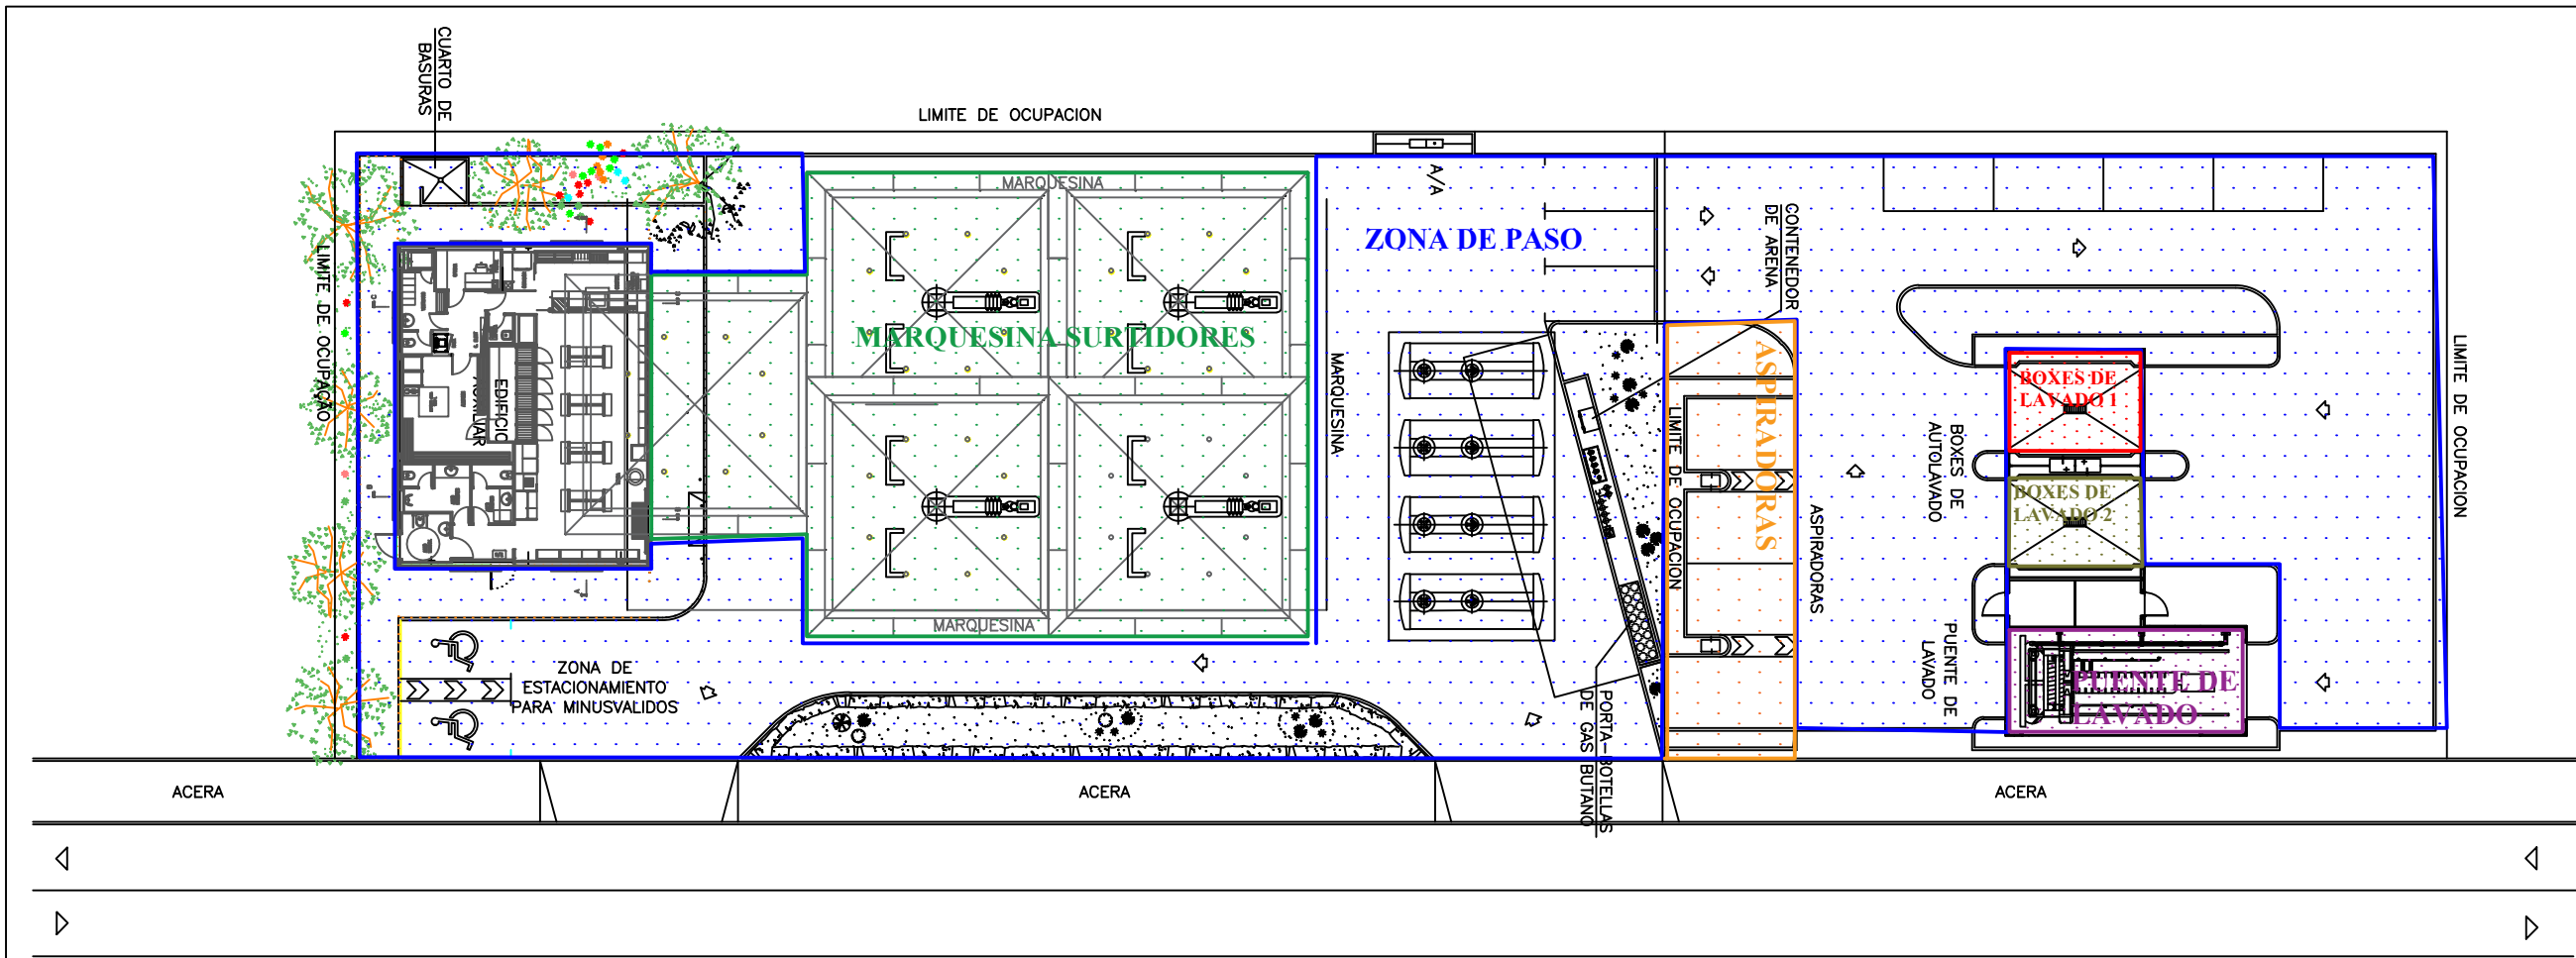 CUARTO DE
BASURAS
LIMITE DE OCUPACION
MARQUESINA
A/A
ZONA DE PASO
CONTENEDOR
DE ARENA
LIMITE DE OCUPAÇÃO
MARQUESINA SURTIDORES
MARQUESINA
EDIFICIO
AUXILIAR
ASPIRADORAS
LIMITE DE OCUPACION
ASPIRADORAS
BOXES DE
LAVADO 1
BOXES DE
AUTOLAVADO
BOXES DE
LAVADO 2
LIMITE DE OCUPACION
MARQUESINA
ZONA DE
ESTACIONAMIENTO
PARA MINUSVALIDOS
PORTA-BOTELLAS
DE GAS BUTANO
PUENTE DE
LAVADO
PUENTE DE
LAVADO
ACERA
ACERA
ACERA